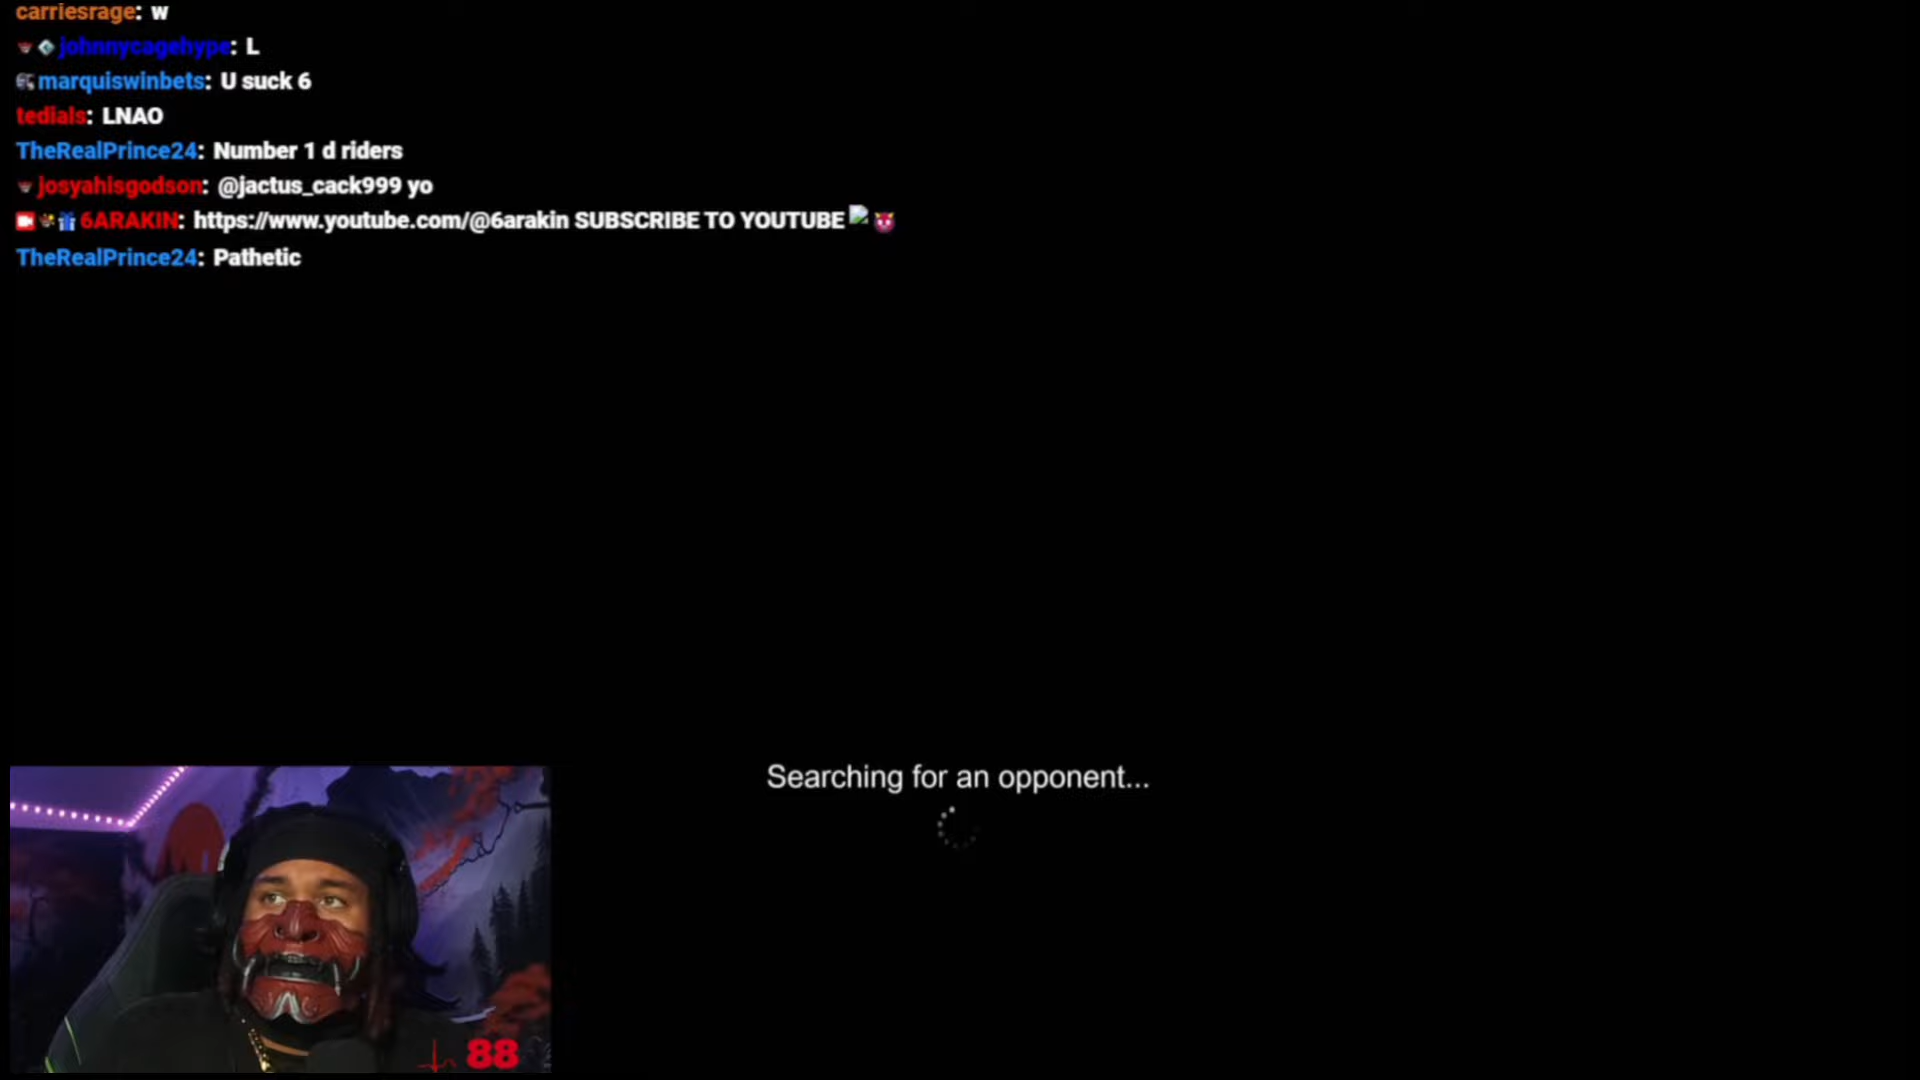 carriesrage: w
johnnycagehype: L
marquiswinbets: U suck 6
tedials: LNAO
TheRealPrince24: Number 1 d riders
josyahisgodson: @jactus_cack999 yo
6ARAKIN: https://www.youtube.com/@6arakin SUBSCRIBE TO YOUTUBE
TheRealPrince24: Pathetic
Searching for an opponent...
88